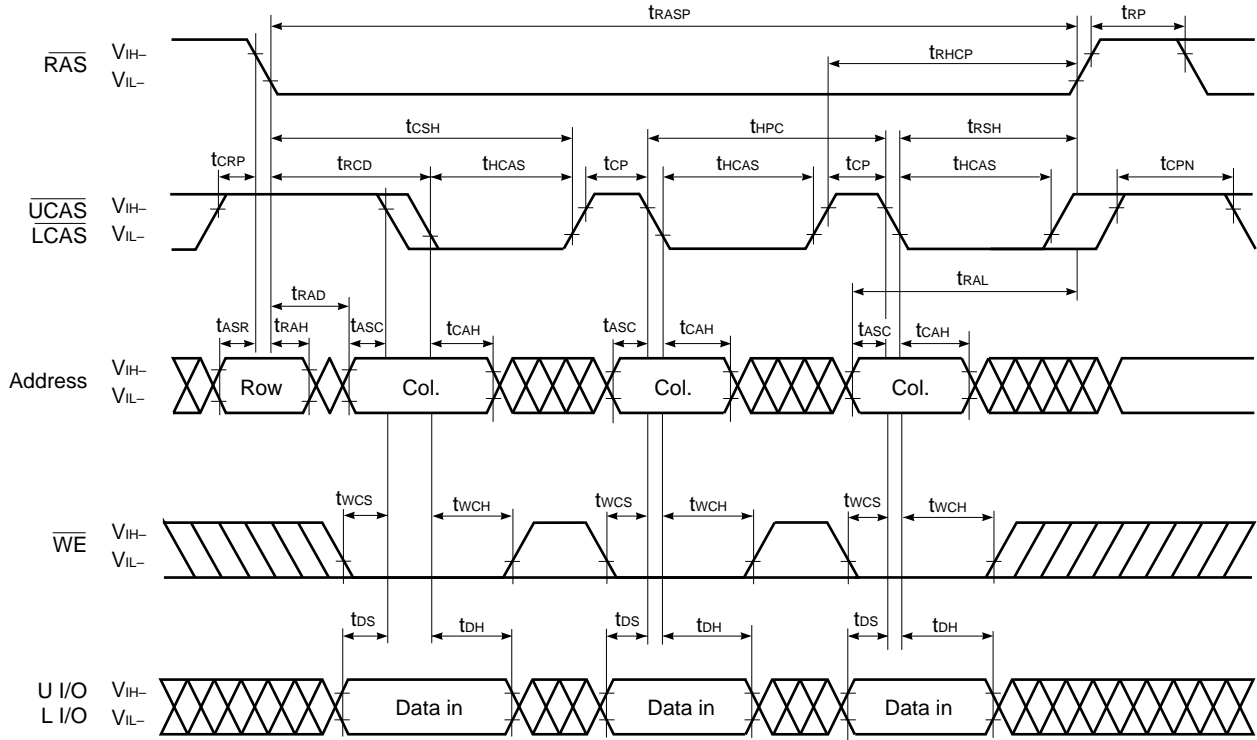 tRASP tRP
RAS VIH– VIL– tRHCP
tCSH tHPC tRSH
tCRP tRCD tHCAS tCP tHCAS tCP tHCAS tCPN
UCAS VIH–
LCAS VIL–
tRAD tRAL
tASR tRAH tASC tCAH tASC tCAH tASC tCAH
Address VIH– VIL– Row Col. Col. Col.
tWCS tWCH tWCS tWCH tWCS tWCH
WE VIH– VIL–
tDS tDH tDS tDH tDS tDH
U I/O VIH–
L I/O VIL– Data in Data in Data in